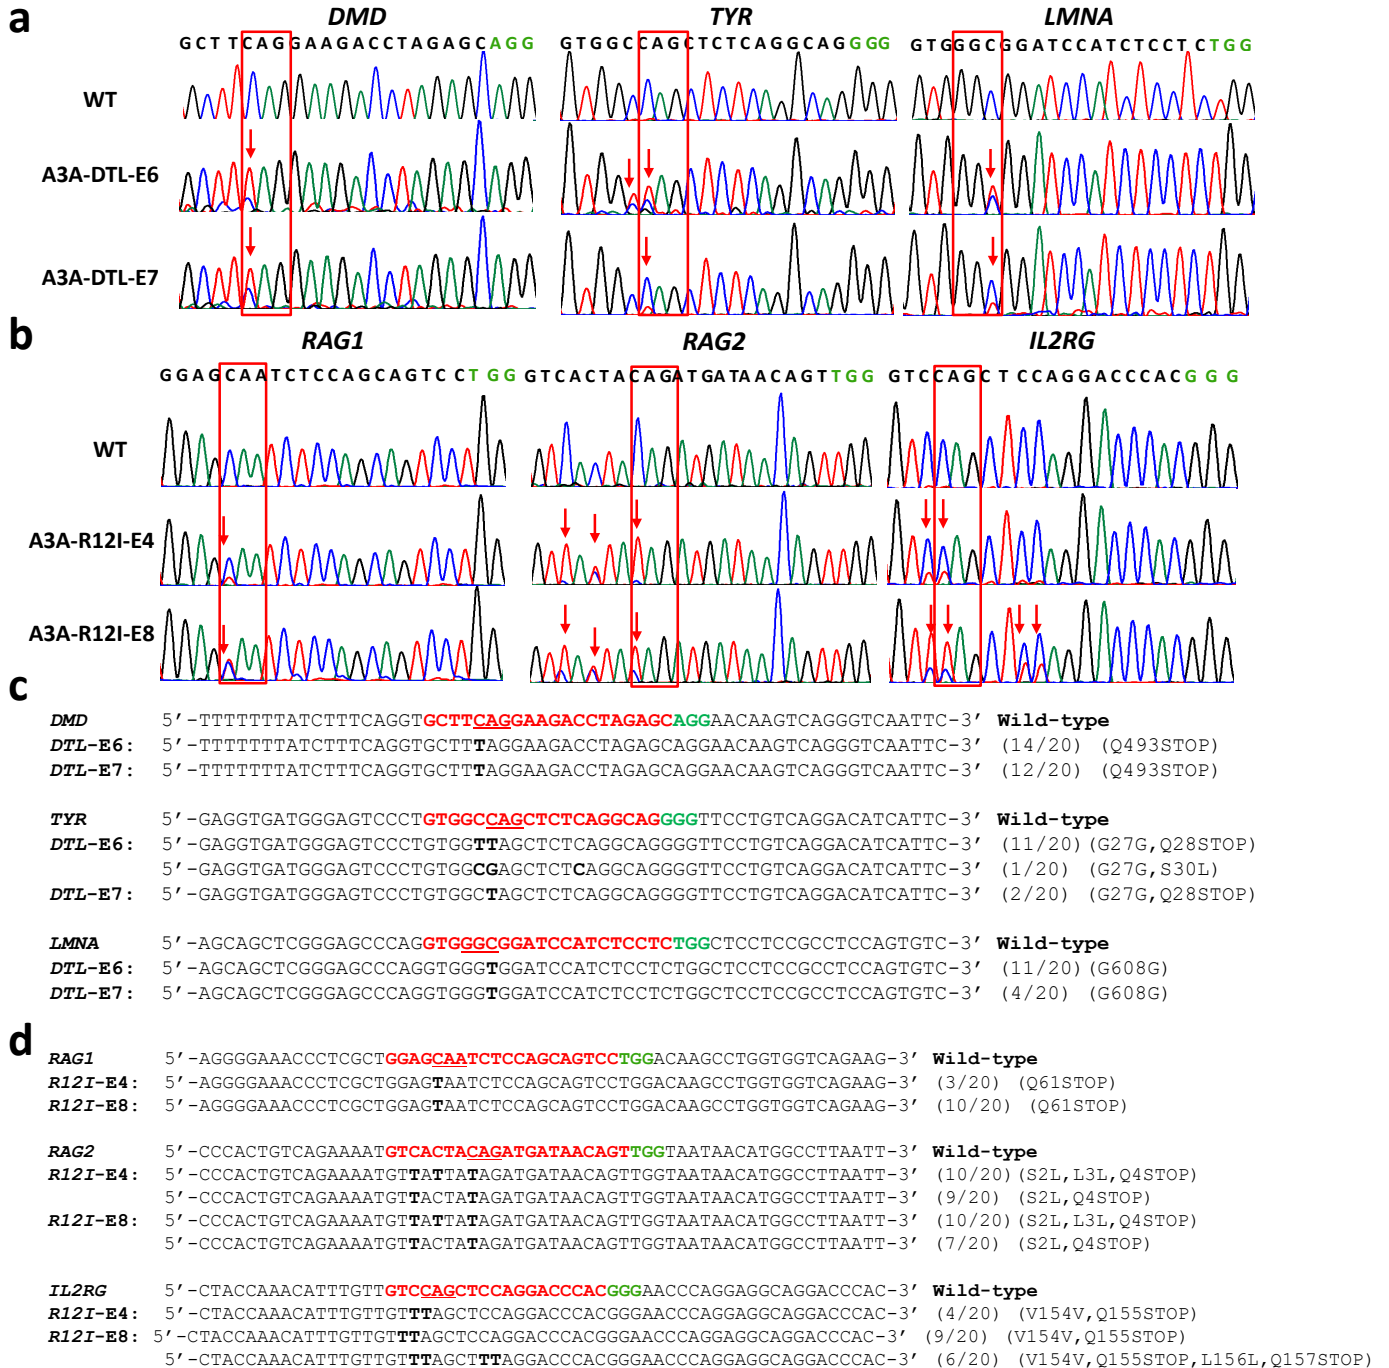 a
DMD TYR LMNA
GCTTCAGGAAGACCTAGAGCAGG GTGGCCAGCTCTCAGGCAGGGG GTGGGCGGATCCATCTCCTCTGG
WT
A3A-DTL-E6
A3A-DTL-E7
b
RAG1 RAG2 IL2RG
GGAGCAATCTCCAGCAGTCCTGG GTCACTACAGATGATAACAGTTGG GTCCAGCTCCAGGACCCACGGG
WT
A3A-R12I-E4
A3A-R12I-E8
c
DMD 5'-TTTTTTTATCTTTCAGGTGCTTCAGGAAGACCTAGAGCAGGAACAAGTCAGGGTCAATTC-3' Wild-type
DTL-E6: 5'-TTTTTTTATCTTTCAGGTGCTTTAGGAAGACCTAGAGCAGGAACAAGTCAGGGTCAATTC-3' (14/20) (Q493STOP)
DTL-E7: 5'-TTTTTTTATCTTTCAGGTGCTTTAGGAAGACCTAGAGCAGGAACAAGTCAGGGTCAATTC-3' (12/20) (Q493STOP)
TYR 5'-GAGGTGATGGGAGTCCCTGTGGCCAGCTCTCAGGCAGGGGTTCCTGTCAGGACATCATTC-3' Wild-type
DTL-E6: 5'-GAGGTGATGGGAGTCCCTGTGGTTAGCTCTCAGGCAGGGGTTCCTGTCAGGACATCATTC-3' (11/20)(G27G,Q28STOP)
5'-GAGGTGATGGGAGTCCCTGTGGCGAGCTCTCAGGCAGGGGTTCCTGTCAGGACATCATTC-3' (1/20)(G27G,S30L)
DTL-E7: 5'-GAGGTGATGGGAGTCCCTGTGGCTAGCTCTCAGGCAGGGGTTCCTGTCAGGACATCATTC-3' (2/20)(G27G,Q28STOP)
LMNA 5'-AGCAGCTCGGGAGCCCAGGTGGGCGGATCCATCTCCTCTGGCTCCTCCGCCTCCAGTGTC-3' Wild-type
DTL-E6: 5'-AGCAGCTCGGGAGCCCAGGTGGGTGGATCCATCTCCTCTGGCTCCTCCGCCTCCAGTGTC-3' (11/20)(G608G)
DTL-E7: 5'-AGCAGCTCGGGAGCCCAGGTGGGTGGATCCATCTCCTCTGGCTCCTCCGCCTCCAGTGTC-3' (4/20) (G608G)
d
RAG1 5'-AGGGGAAACCCTCGCTGGAGCAATCTCCAGCAGTCCTGGACAAGCCTGGTGGTCAGAAG-3' Wild-type
R12I-E4: 5'-AGGGGAAACCCTCGCTGGAGTAATCTCCAGCAGTCCTGGACAAGCCTGGTGGTCAGAAG-3' (3/20) (Q61STOP)
R12I-E8: 5'-AGGGGAAACCCTCGCTGGAGTAATCTCCAGCAGTCCTGGACAAGCCTGGTGGTCAGAAG-3' (10/20) (Q61STOP)
RAG2 5'-CCCACTGTCAGAAAATGTCACTACAGATGATAACAGTTGGTAATAACATGGCCTTAATT-3' Wild-type
R12I-E4: 5'-CCCACTGTCAGAAAATGTTATTATAGATGATAACAGTTGGTAATAACATGGCCTTAATT-3' (10/20)(S2L,L3L,Q4STOP)
5'-CCCACTGTCAGAAAATGTTACTATAGATGATAACAGTTGGTAATAACATGGCCTTAATT-3' (9/20) (S2L,Q4STOP)
R12I-E8: 5'-CCCACTGTCAGAAAATGTTATTATAGATGATAACAGTTGGTAATAACATGGCCTTAATT-3' (10/20)(S2L,L3L,Q4STOP)
5'-CCCACTGTCAGAAAATGTTACTATAGATGATAACAGTTGGTAATAACATGGCCTTAATT-3' (7/20) (S2L,Q4STOP)
IL2RG 5'-CTACCAAACATTTGTTGTCCAGCTCCAGGACCCACGGGAACCCAGGAGGCAGGACCCAC-3' Wild-type
R12I-E4: 5'-CTACCAAACATTTGTTGTTTAGCTCCAGGACCCACGGGAACCCAGGAGGCAGGACCCAC-3' (4/20) (V154V,Q155STOP)
R12I-E8: 5'-CTACCAAACATTTGTTGTTTAGCTCCAGGACCCACGGGAACCCAGGAGGCAGGACCCAC-3' (9/20) (V154V,Q155STOP)
5'-CTACCAAACATTTGTTGTTTAGCTTTAGGACCCACGGGAACCCAGGAGGCAGGACCCAC-3' (6/20) (V154V,Q155STOP,L156L,Q157STOP)